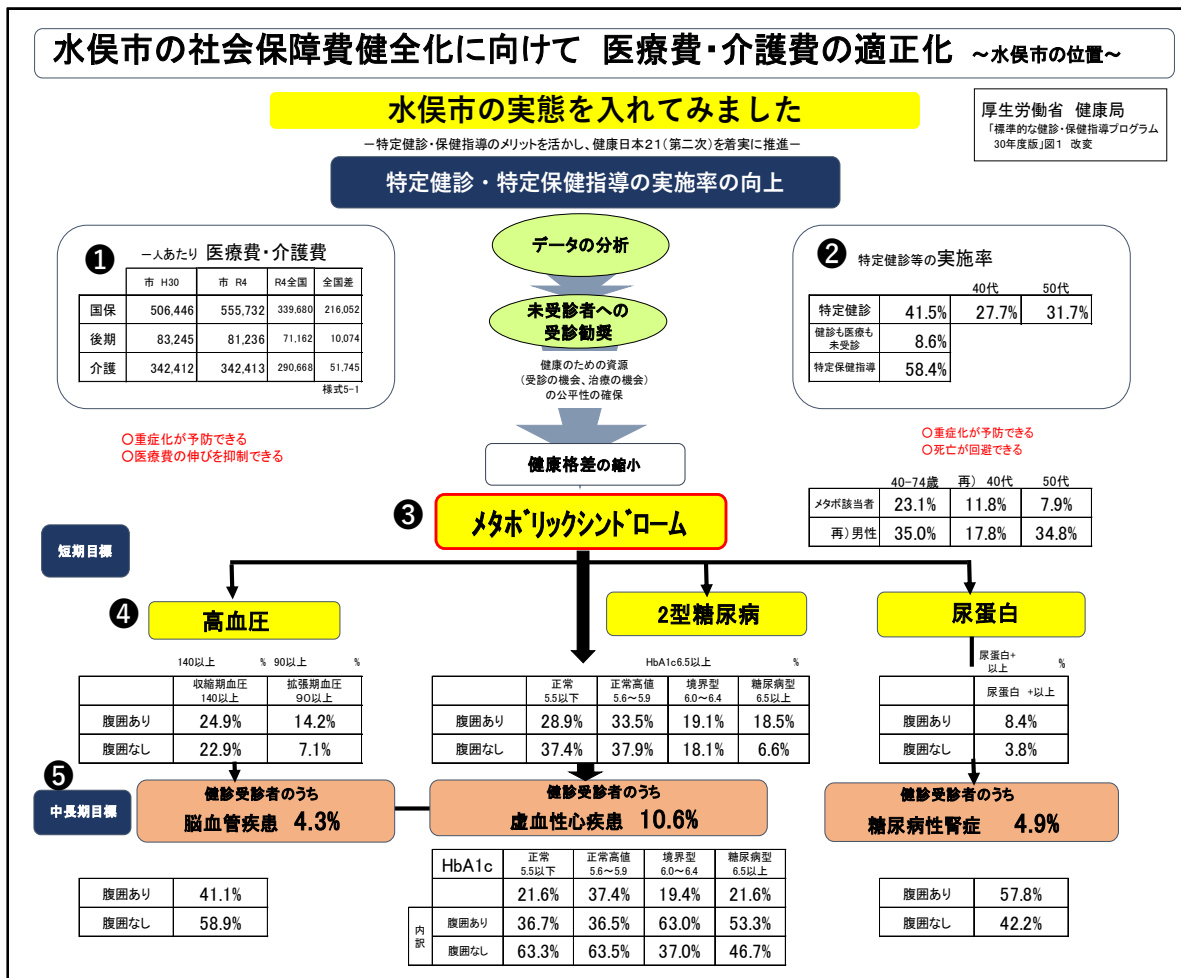 水俣市の社会保障費健全化に向けて 医療費・介護費の適正化 ～水俣市の位置～
水俣市の実態を入れてみました
厚生労働省 健康局
「標準的な健診・保健指導プログラム
30年度版」図1 改変
－特定健診・保健指導のメリットを活かし、健康日本21(第二次)を着実に推進－
特定健診・特定保健指導の実施率の向上
❶ 一人あたり 医療費・介護費
市 H30 市 R4 R4全国 全国差
国保 506,446 555,732 339,680 216,052
後期 83,245 81,236 71,162 10,074
介護 342,412 342,413 290,668 51,745
様式5-1
○重症化が予防できる
○医療費の伸びを抑制できる
データの分析
未受診者への
受診勧奨
健康のための資源
(受診の機会、治療の機会)
の公平性の確保
健康格差の縮小
❷ 特定健診等の実施率
40代 50代
特定健診 41.5% 27.7% 31.7%
健診も医療も
未受診 8.6%
特定保健指導 58.4%
○重症化が予防できる
○死亡が回避できる
40-74歳 再) 40代 50代
メタボ該当者 23.1% 11.8% 7.9%
再)男性 35.0% 17.8% 34.8%
❸ メタボリックシンドローム
短期目標
❹ 高血圧
2型糖尿病
尿蛋白
140以上 % 90以上 %
収縮期血圧 拡張期血圧
140以上 90以上
腹囲あり 24.9% 14.2%
腹囲なし 22.9% 7.1%
HbA1c6.5以上 %
正常 正常高値 境界型 糖尿病型
5.5以下 5.6～5.9 6.0～6.4 6.5以上
腹囲あり 28.9% 33.5% 19.1% 18.5%
腹囲なし 37.4% 37.9% 18.1% 6.6%
尿蛋白+
以上 %
尿蛋白 +以上
腹囲あり 8.4%
腹囲なし 3.8%
❺
中長期目標
健診受診者のうち
脳血管疾患 4.3%
健診受診者のうち
虚血性心疾患 10.6%
健診受診者のうち
糖尿病性腎症 4.9%
腹囲あり 41.1%
腹囲なし 58.9%
HbA1c 正常 正常高値 境界型 糖尿病型
5.5以下 5.6～5.9 6.0～6.4 6.5以上
21.6% 37.4% 19.4% 21.6%
内訳
腹囲あり 36.7% 36.5% 63.0% 53.3%
腹囲なし 63.3% 63.5% 37.0% 46.7%
腹囲あり 57.8%
腹囲なし 42.2%